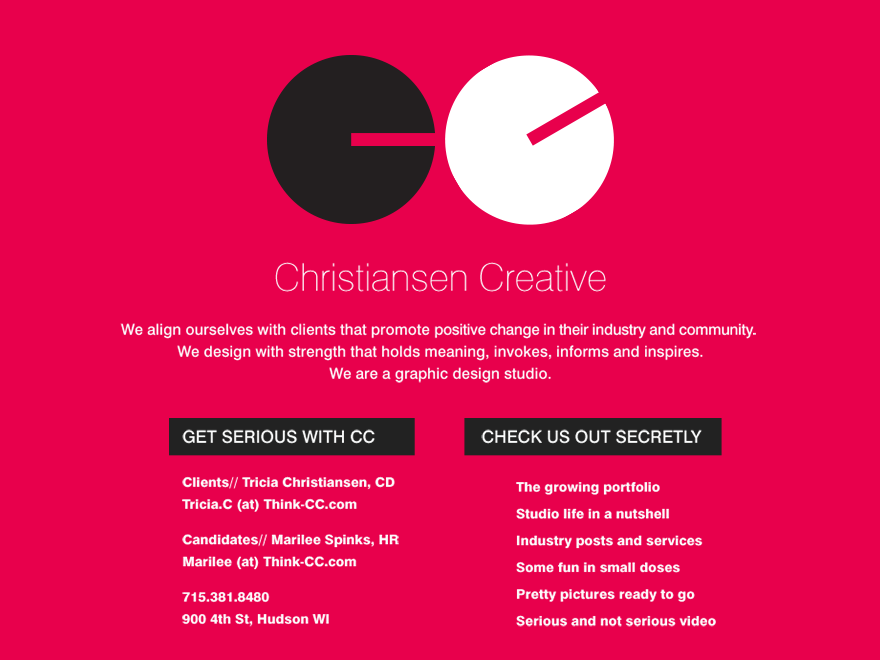 Christiansen Creative
We align ourselves with clients that promote positive change in their industry and community.
We design with strength that holds meaning, invokes, informs and inspires.
We are a graphic design studio.
GET SERIOUS WITH CC
Clients// Tricia Christiansen, CD
Tricia.C (at) Think-CC.com
Candidates// Marilee Spinks, HR
Marilee (at) Think-CC.com
715.381.8480
900 4th St, Hudson WI
CHECK US OUT SECRETLY
The growing portfolio
Studio life in a nutshell
Industry posts and services
Some fun in small doses
Pretty pictures ready to go
Serious and not serious video